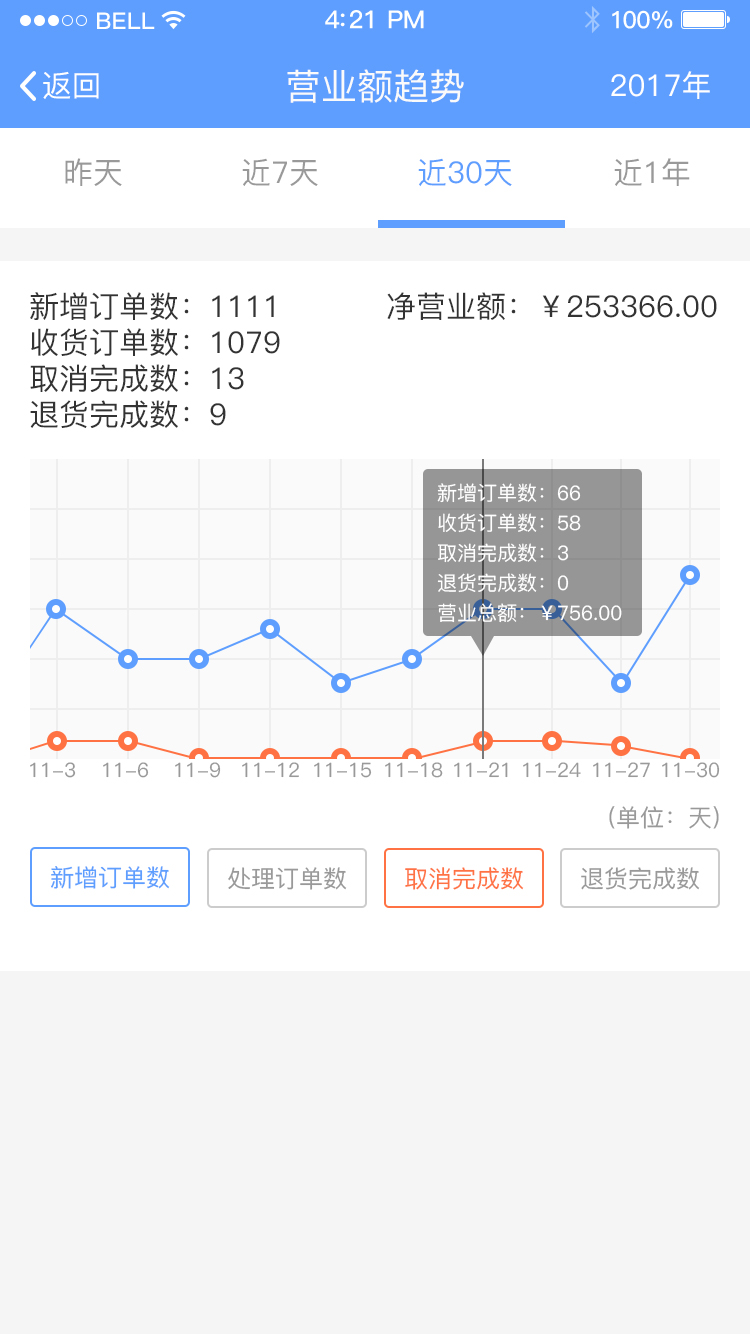 BELL 4:21 PM 100%
返回 营业额趋势 2017年
昨天 近7天 近30天 近1年
新增订单数：1111 净营业额：￥253366.00
收货订单数：1079
取消完成数：13
退货完成数：9
新增订单数：66
收货订单数：58
取消完成数：3
退货完成数：0
营业总额：￥756.00
11-3 11-6 11-9 11-12 11-15 11-18 11-21 11-24 11-27 11-30
(单位：天)
新增订单数 处理订单数 取消完成数 退货完成数